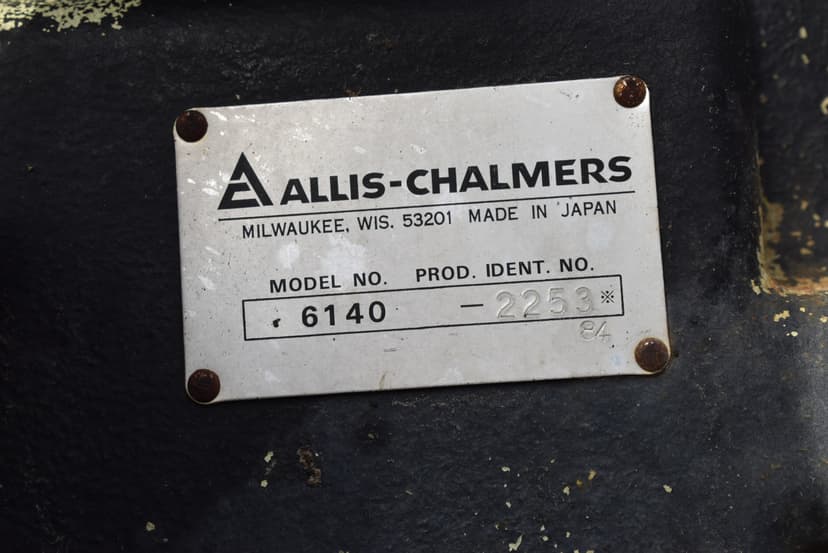 ALLIS-CHALMERS
MILWAUKEE, WIS. 53201 MADE IN JAPAN
MODEL NO. PROD. IDENT. NO.
6140 – 2253※
84